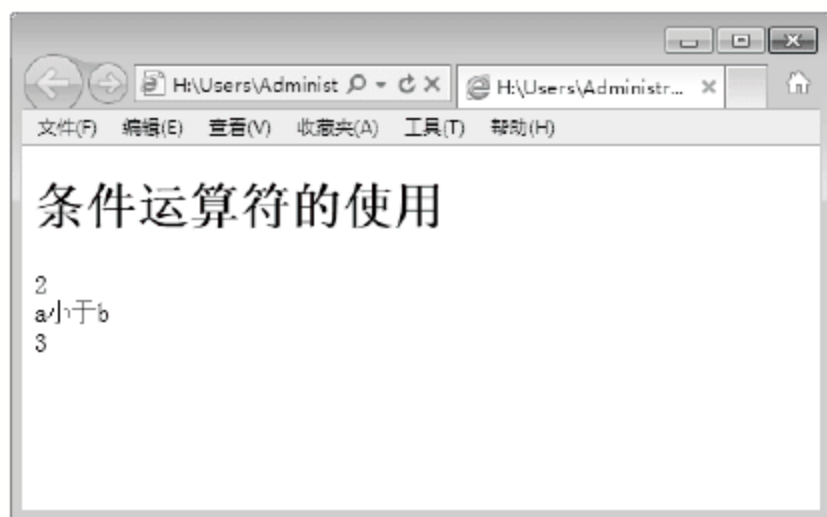 H:\Users\Administ
H:\Users\Administr...
文件(F) 编辑(E) 查看(V) 收藏夹(A) 工具(T) 帮助(H)
条件运算符的使用
2
a小于b
3